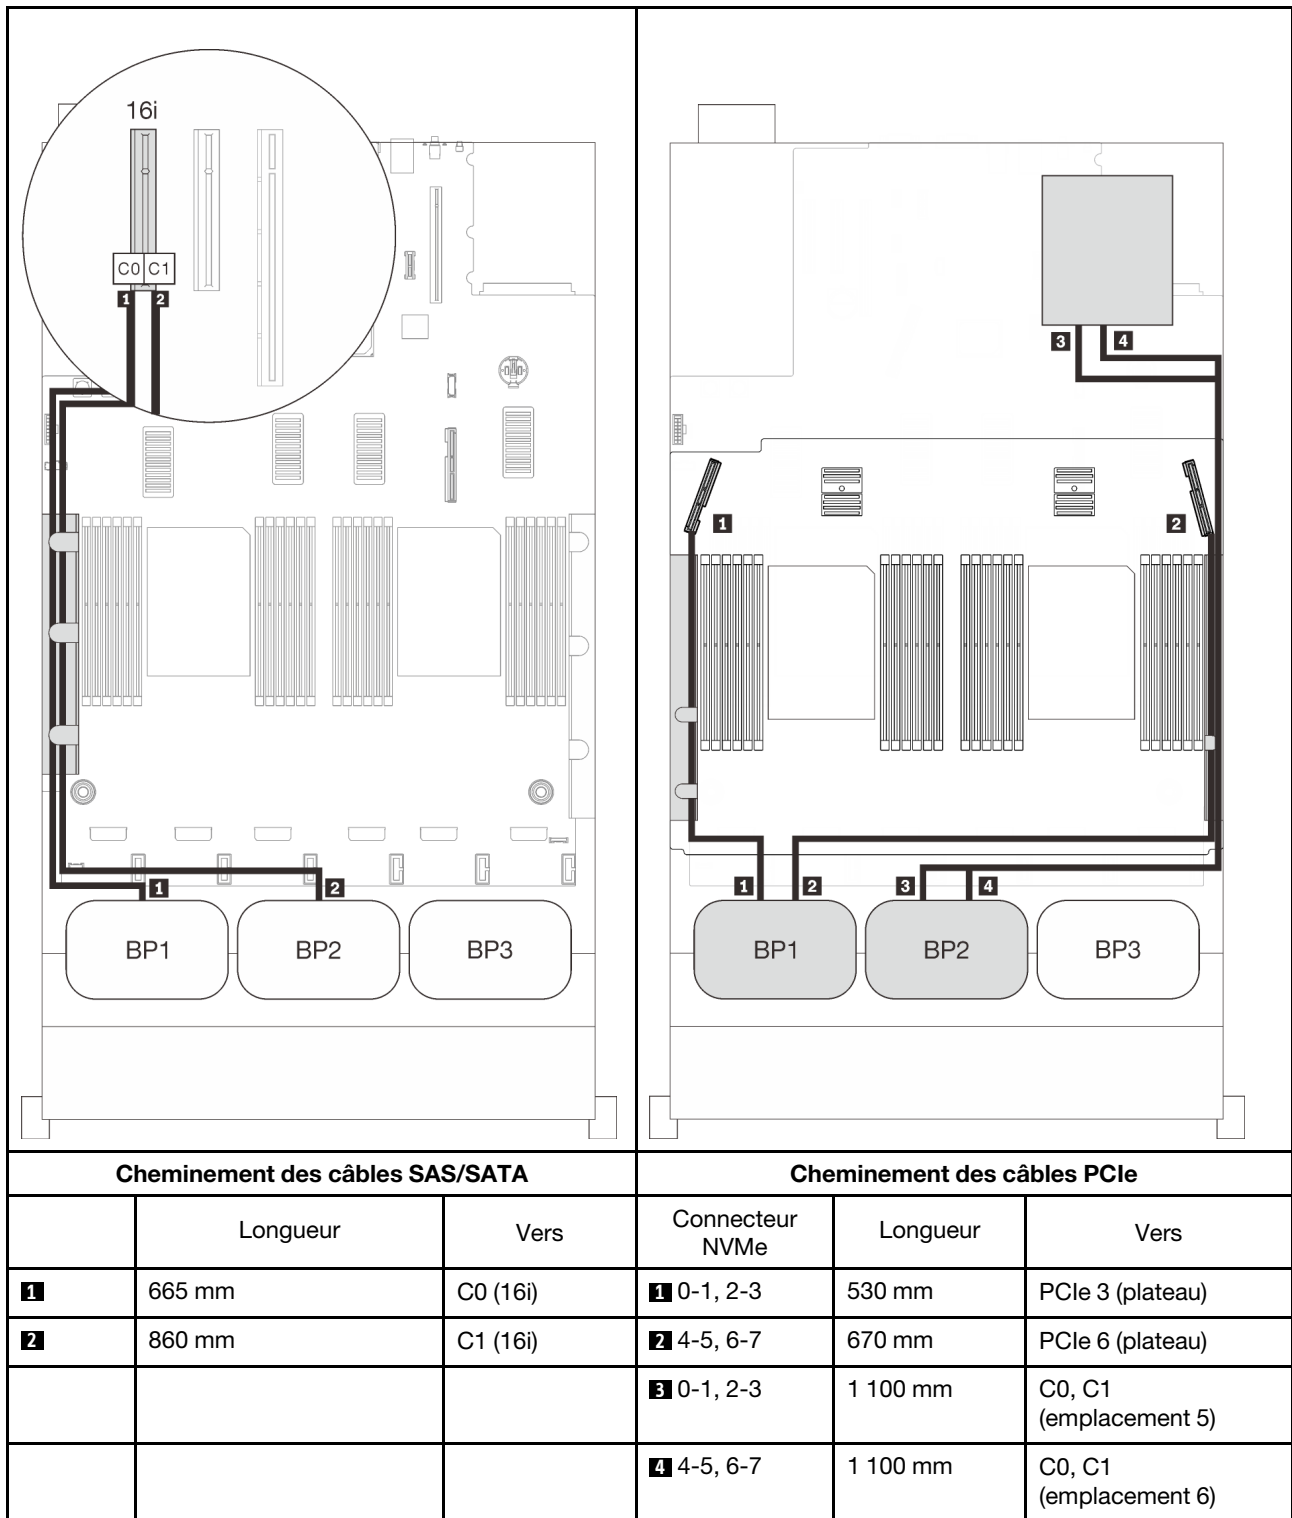 16i
C0 C1
1 2
1 2
BP1 BP2 BP3
3 4
1 2
1 2 3 4
BP1 BP2 BP3
Cheminement des câbles SAS/SATA
Cheminement des câbles PCIe
Longueur Vers
Connecteur
NVMe
Longueur Vers
1 665 mm C0 (16i)
1 0-1, 2-3 530 mm PCIe 3 (plateau)
2 860 mm C1 (16i)
2 4-5, 6-7 670 mm PCIe 6 (plateau)
3 0-1, 2-3 1 100 mm C0, C1
(emplacement 5)
4 4-5, 6-7 1 100 mm C0, C1
(emplacement 6)